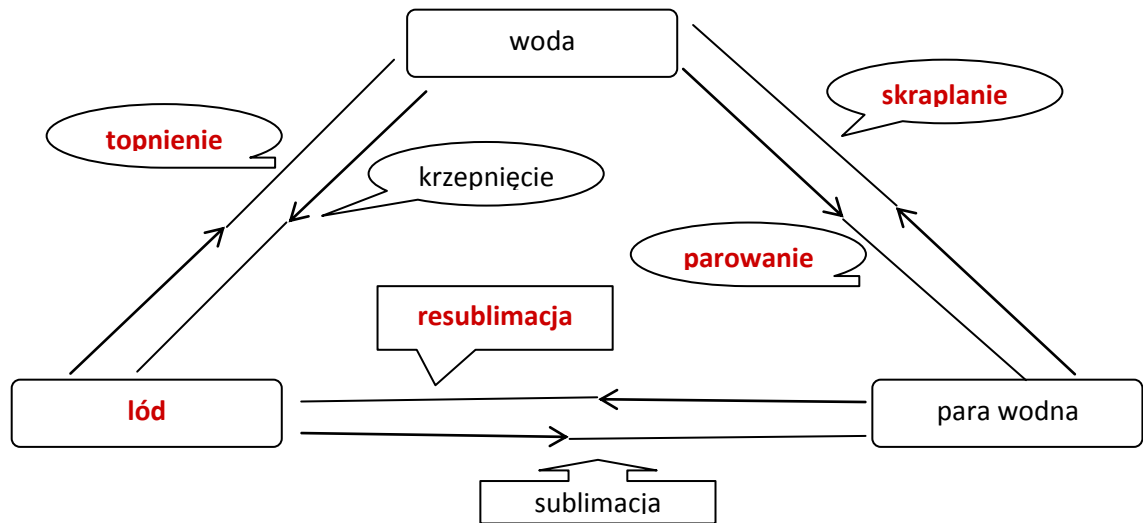 woda
skraplanie
topnienie
krzepnięcie
parowanie
resublimacja
lód
para wodna
sublimacja